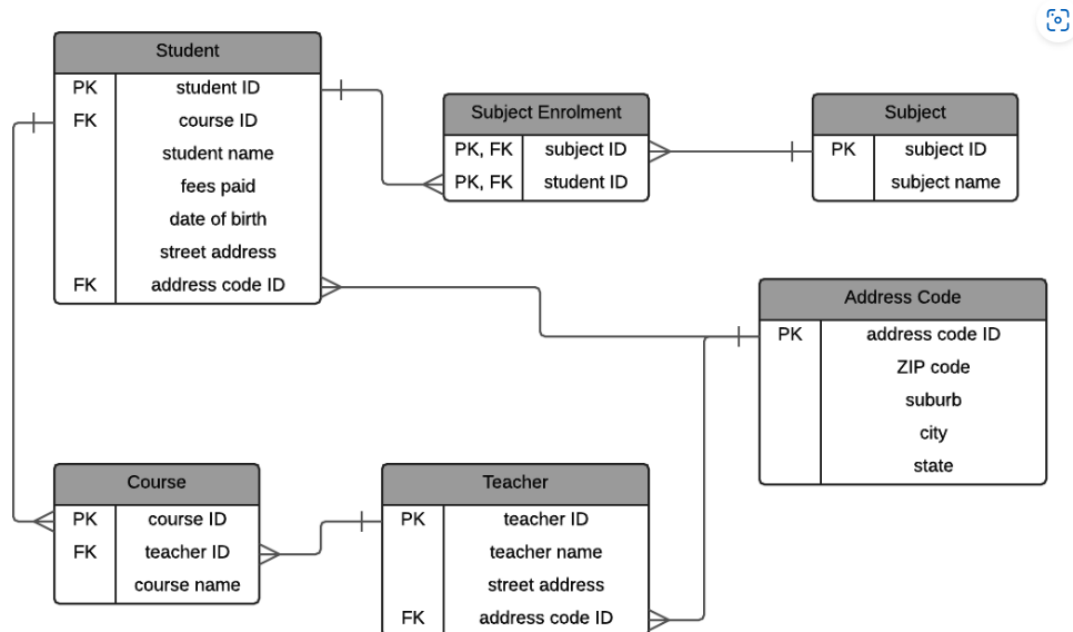 Student
PK student ID
FK course ID
student name
fees paid
date of birth
street address
FK address code ID
Subject Enrolment
PK, FK subject ID
PK, FK student ID
Subject
PK subject ID
subject name
Address Code
PK address code ID
ZIP code
suburb
city
state
Course
PK course ID
FK teacher ID
course name
Teacher
PK teacher ID
teacher name
street address
FK address code ID